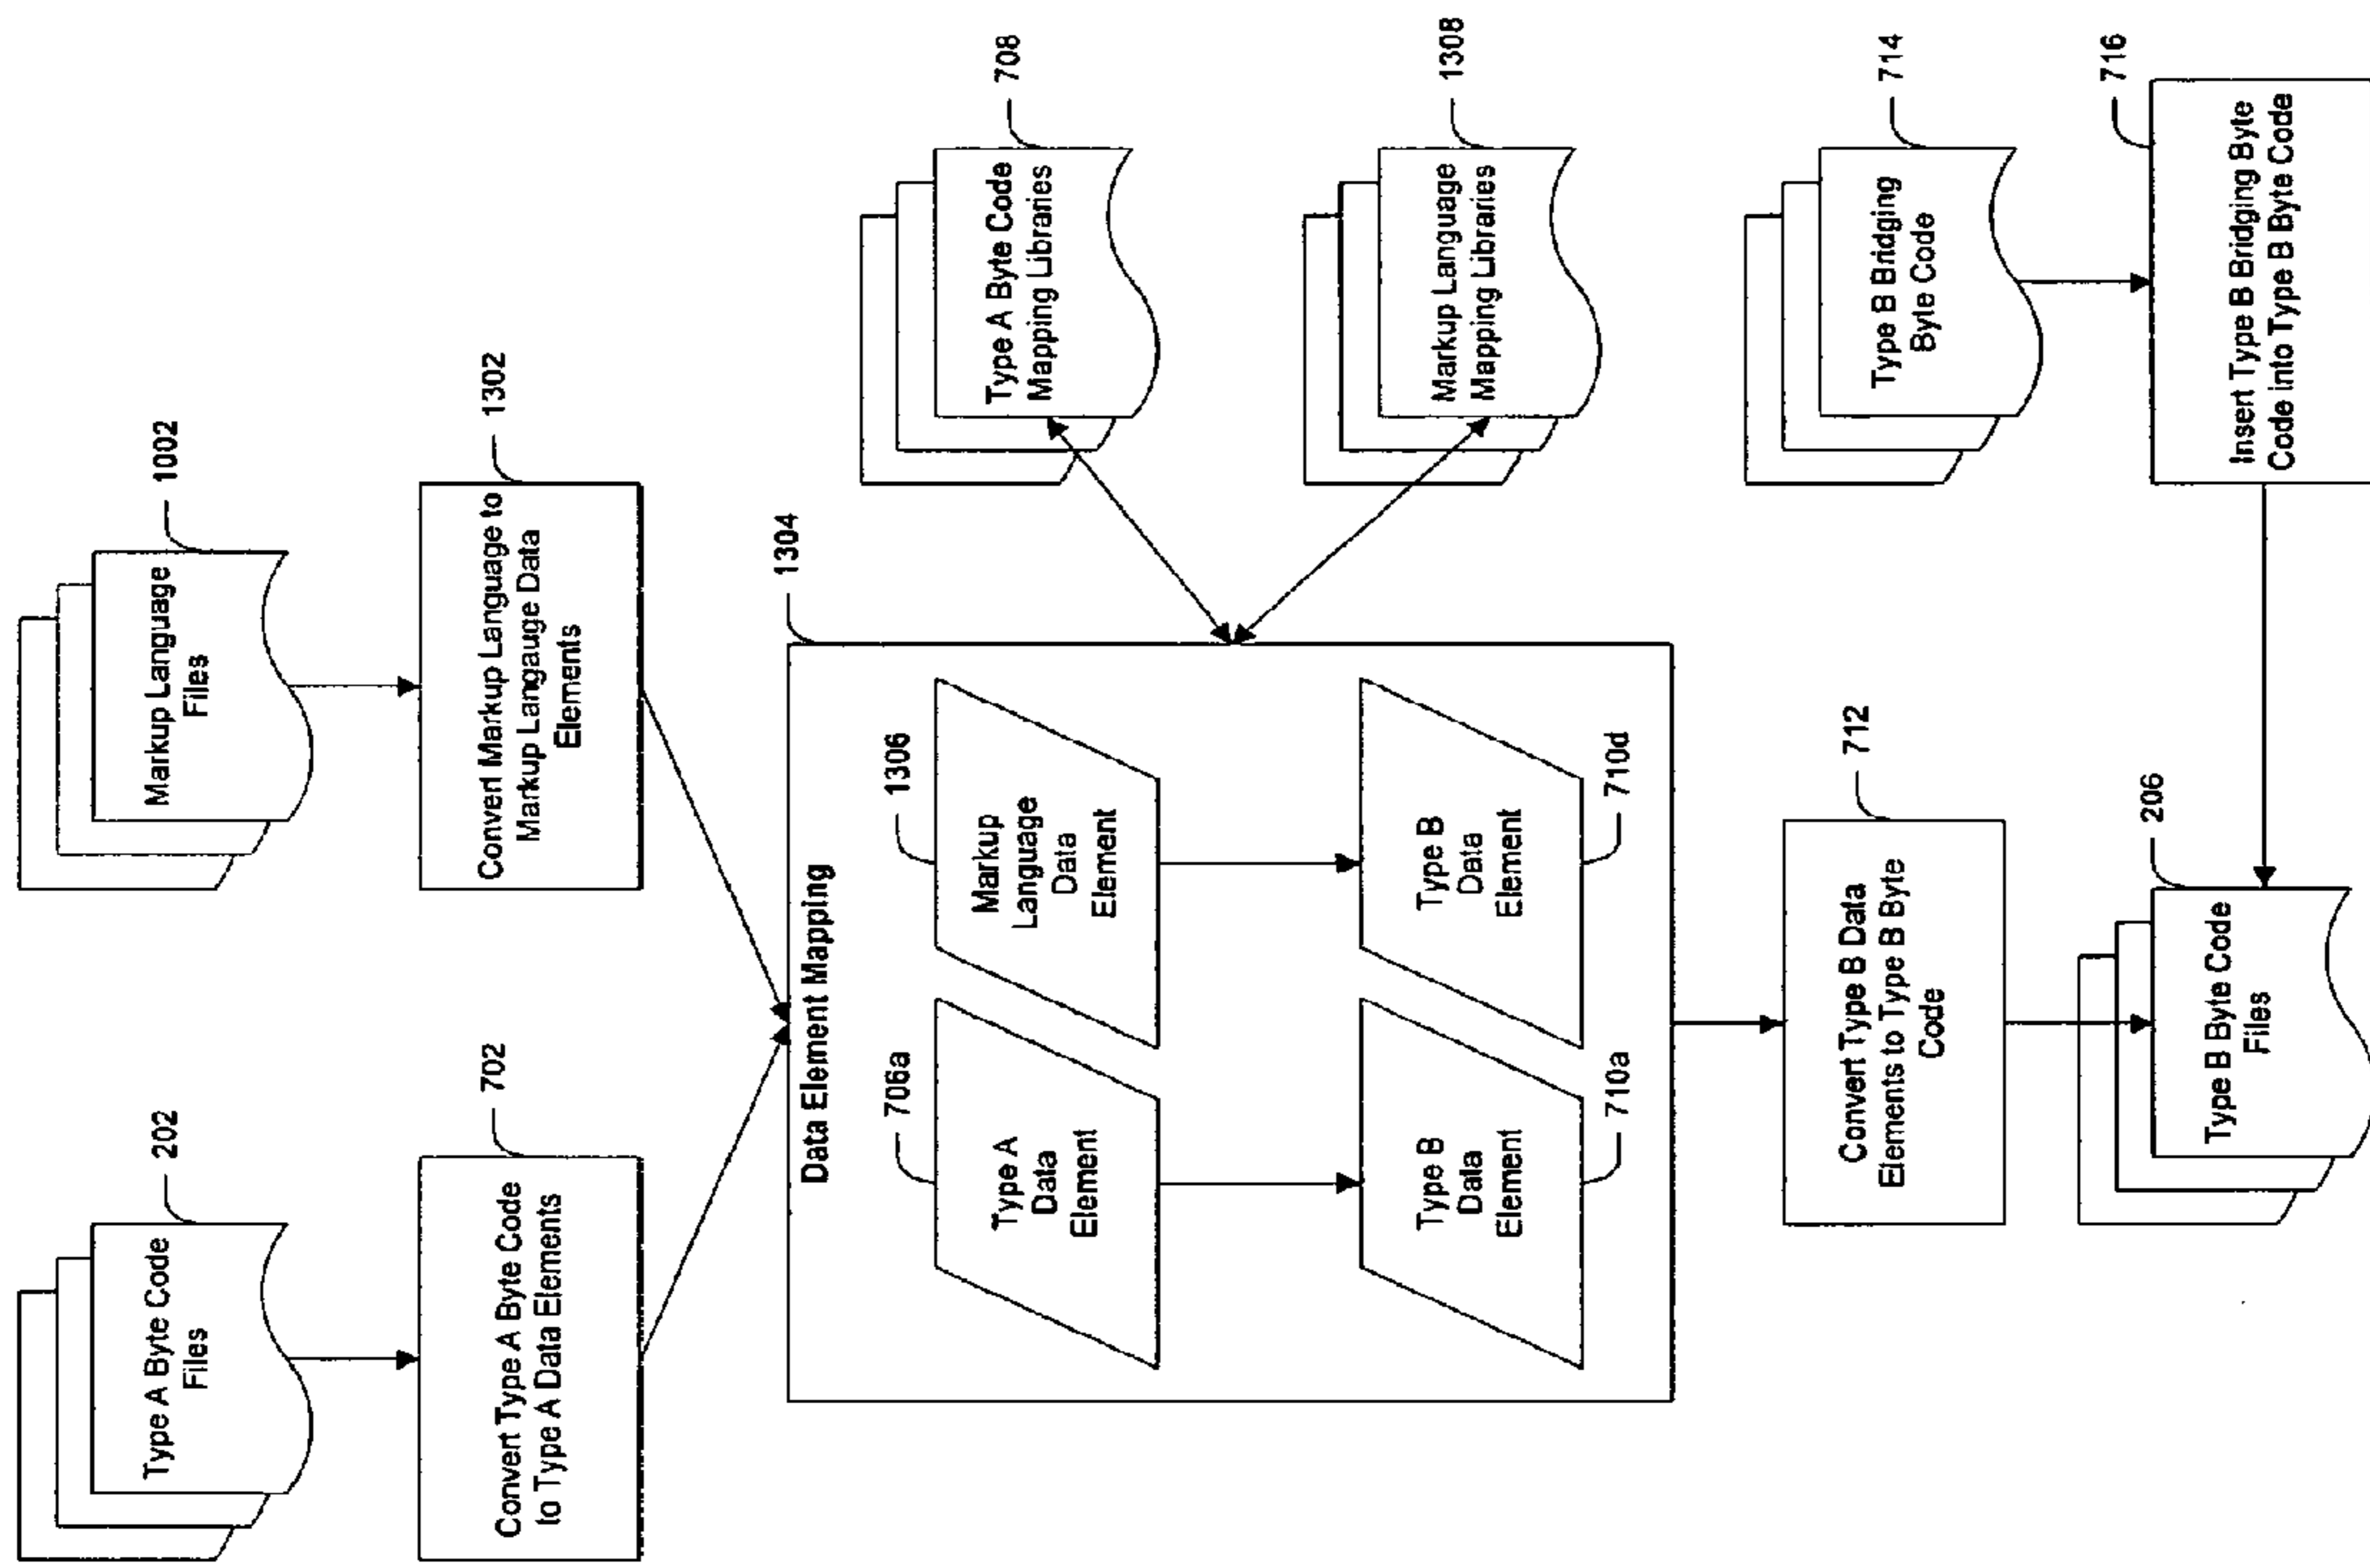 202
Type A Byte Code
Files
1002
Markup Language
Files
702
Convert Type A Byte Code
to Type A Data Elements
1302
Convert Markup Language to
Markup Langauge Data
Elements
1304
Data Element Mapping
706a
Type A
Data
Element
1306
Markup
Language
Data
Element
Type B
Data
Element
710a
Type B
Data
Element
710d
708
Type A Byte Code
Mapping Libraries
1308
Markup Language
Mapping Libraries
712
Convert Type B Data
Elements to Type B Byte
Code
714
Type B Bridging
Byte Code
206
Type B Byte Code
Files
716
Insert Type B Bridging Byte
Code into Type B Byte Code